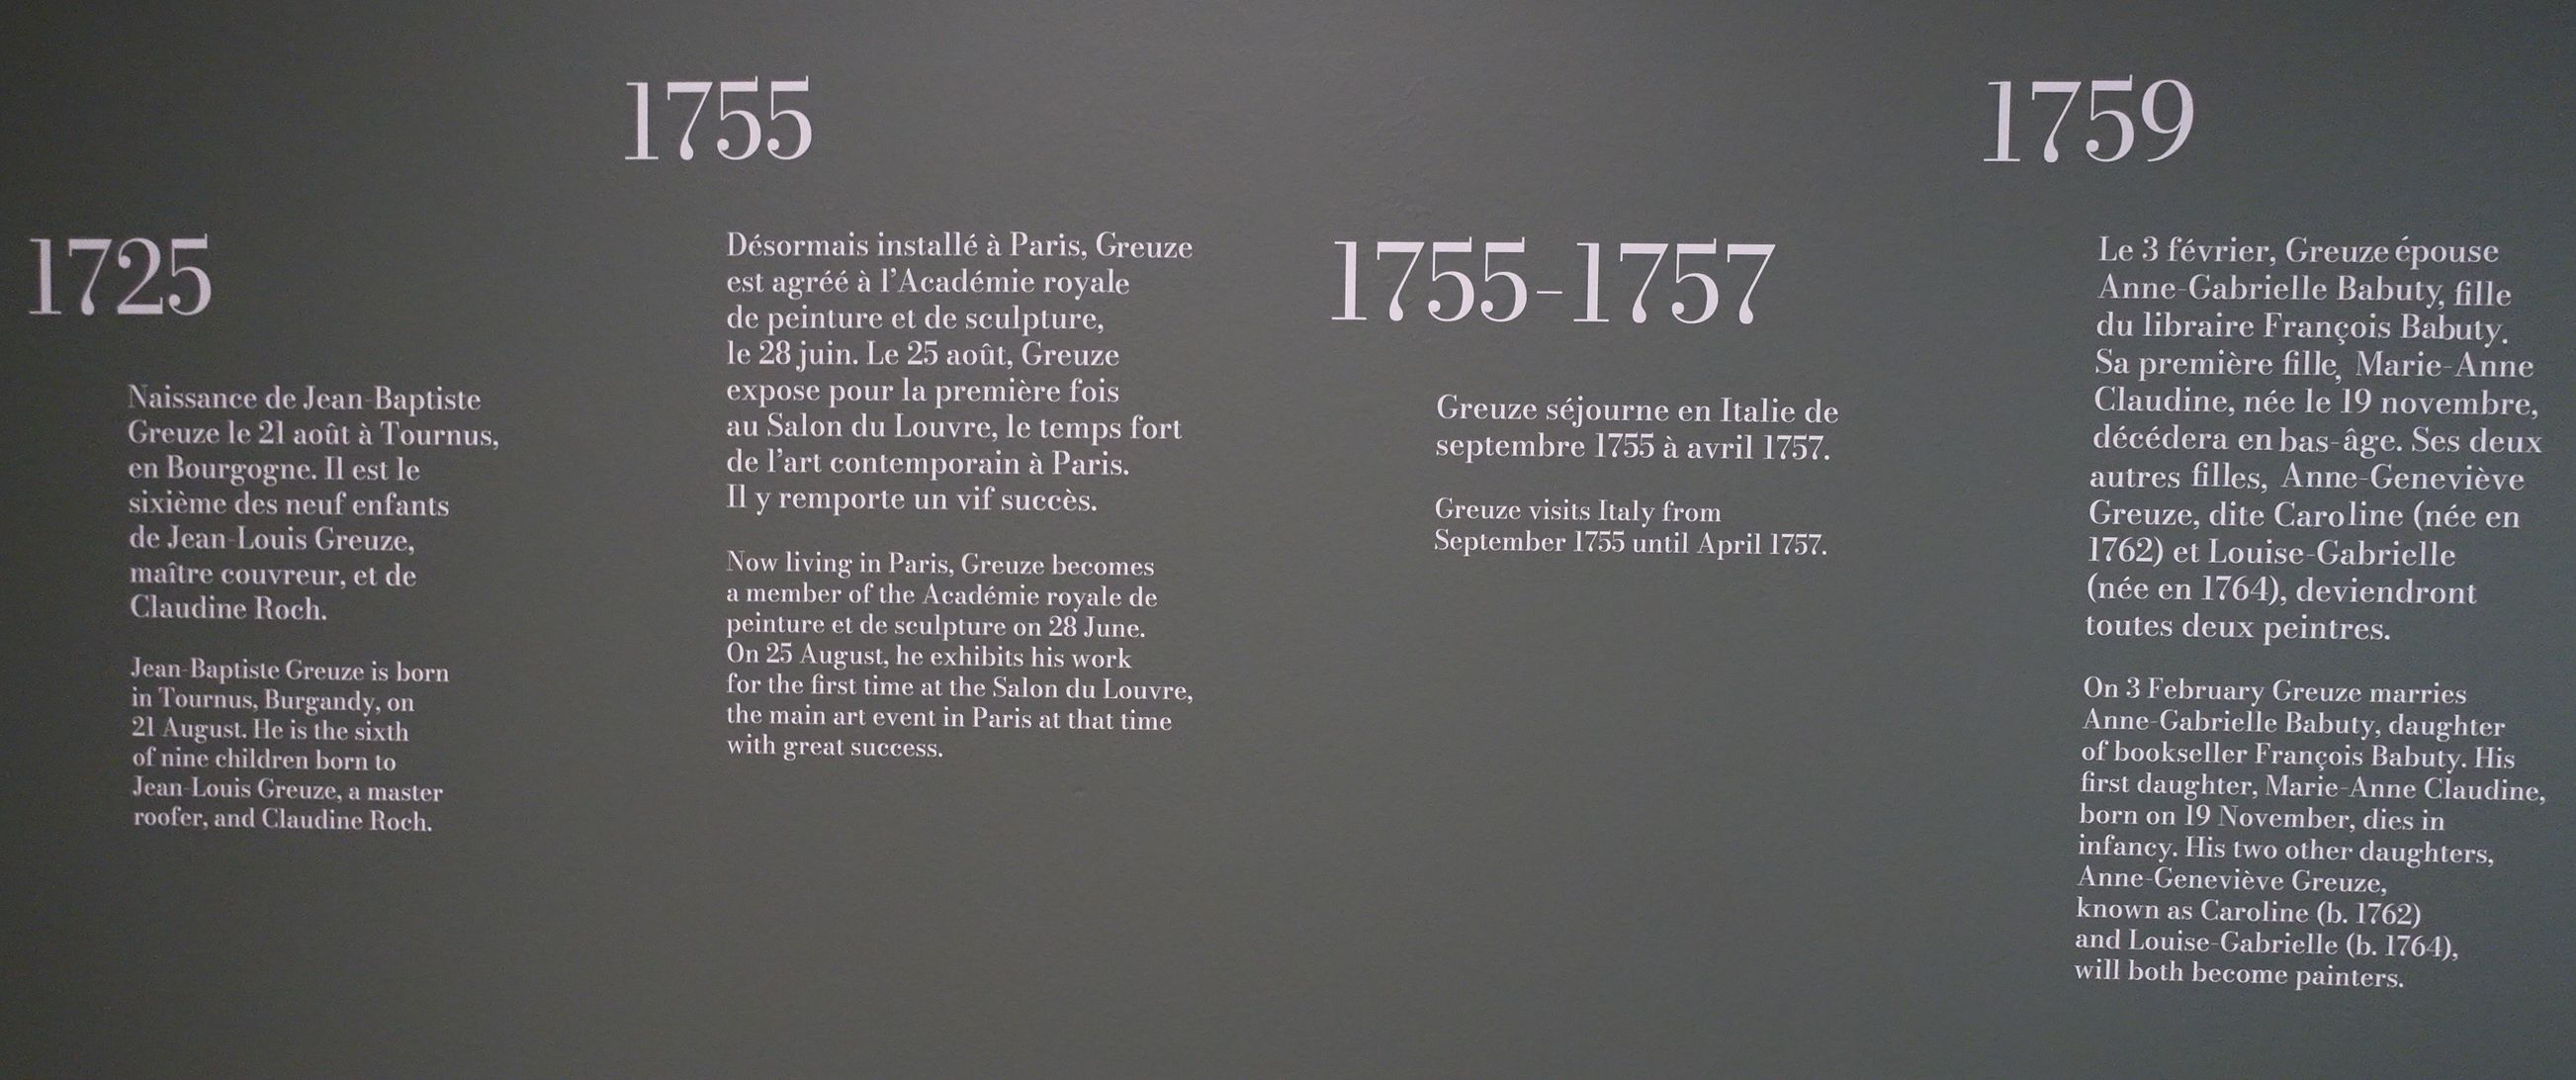 1725
Naissance de Jean-Baptiste
Greuze le 21 août à Tournus,
en Bourgogne. Il est le
sixième des neuf enfants
de Jean-Louis Greuze,
maître couvreur, et de
Claudine Roch.
Jean-Baptiste Greuze is born
in Tournus, Burgandy, on
21 August. He is the sixth
of nine children born to
Jean-Louis Greuze, a master
roofer, and Claudine Roch.
1755
Désormais installé à Paris, Greuze
est agréé à l'Académie royale
de peinture et de sculpture,
le 28 juin. Le 25 août, Greuze
expose pour la première fois
au Salon du Louvre, le temps fort
de l'art contemporain à Paris.
Il y remporte un vif succès.
Now living in Paris, Greuze becomes
a member of the Académie royale de
peinture et de sculpture on 28 June.
On 25 August, he exhibits his work
for the first time at the Salon du Louvre,
the main art event in Paris at that time
with great success.
1755-1757
Greuze séjourne en Italie de
septembre 1755 à avril 1757.
Greuze visits Italy from
September 1755 until April 1757.
1759
Le 3 février, Greuze épouse
Anne-Gabrielle Babuty, fille
du libraire François Babuty.
Sa première fille, Marie-Anne
Claudine, née le 19 novembre,
décédera en bas-âge. Ses deux
autres filles, Anne-Geneviève
Greuze, dite Caroline (née en
1762) et Louise-Gabrielle
(née en 1764), deviendront
toutes deux peintres.
On 3 February Greuze marries
Anne-Gabrielle Babuty, daughter
of bookseller François Babuty. His
first daughter, Marie-Anne Claudine,
born on 19 November, dies in
infancy. His two other daughters,
Anne-Geneviève Greuze,
known as Caroline (b. 1762)
and Louise-Gabrielle (b. 1764),
will both become painters.